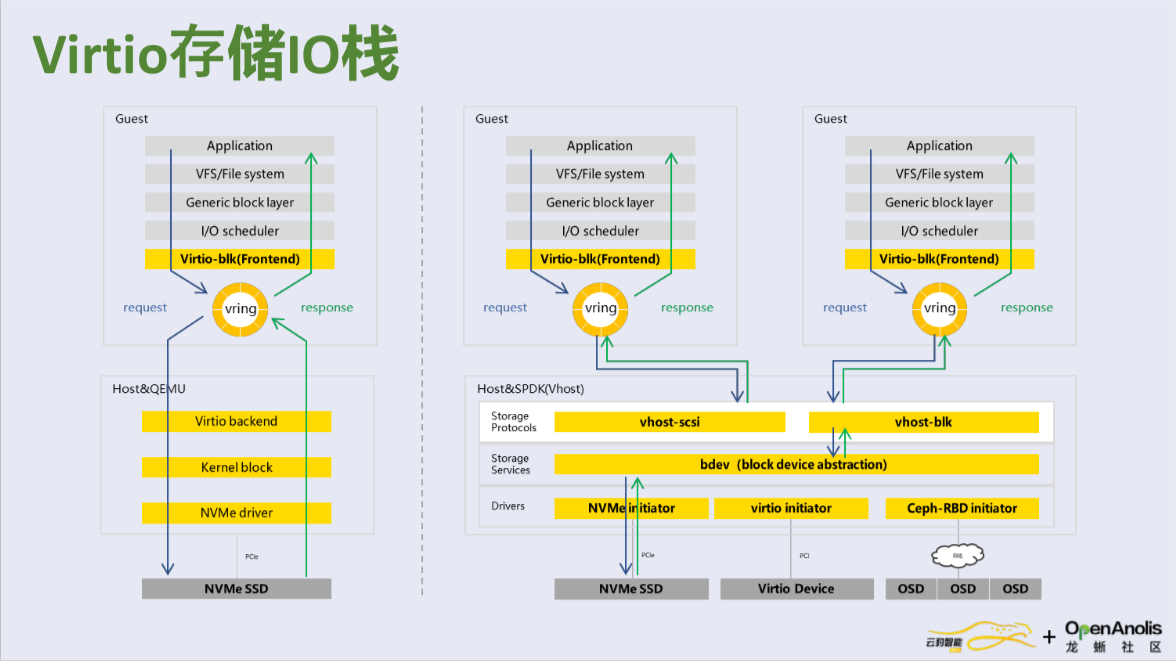 Virtio存储IO栈
Guest
Application
VFS/File system
Generic block layer
I/O scheduler
Virtio-blk(Frontend)
request
vring
response
Host&QEMU
Virtio backend
Kernel block
NVMe driver
PCIe
NVMe SSD
Guest
Application
VFS/File system
Generic block layer
I/O scheduler
Virtio-blk(Frontend)
request
vring
response
Guest
Application
VFS/File system
Generic block layer
I/O scheduler
Virtio-blk(Frontend)
request
vring
response
Host&SPDK(Vhost)
Storage
Protocols
vhost-scsi
vhost-blk
Storage
Services
bdev（block device abstraction)
Drivers
NVMe initiator
virtio initiator
Ceph-RBD initiator
PCIe
PCI
网络
NVMe SSD
Virtio Device
OSD
OSD
OSD
云豹智能
+
OpenAnolis
龙蜥社区